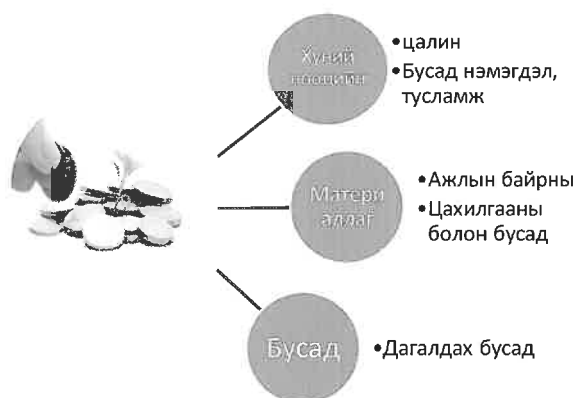 Хүний
нөөцийн
•цалин
•Бусад нэмэгдэл,
тусламж
Матери
аллаг
•Ажлын байрны
•Цахилгааны
болон бусад
Бусад
•Дагалдах бусад